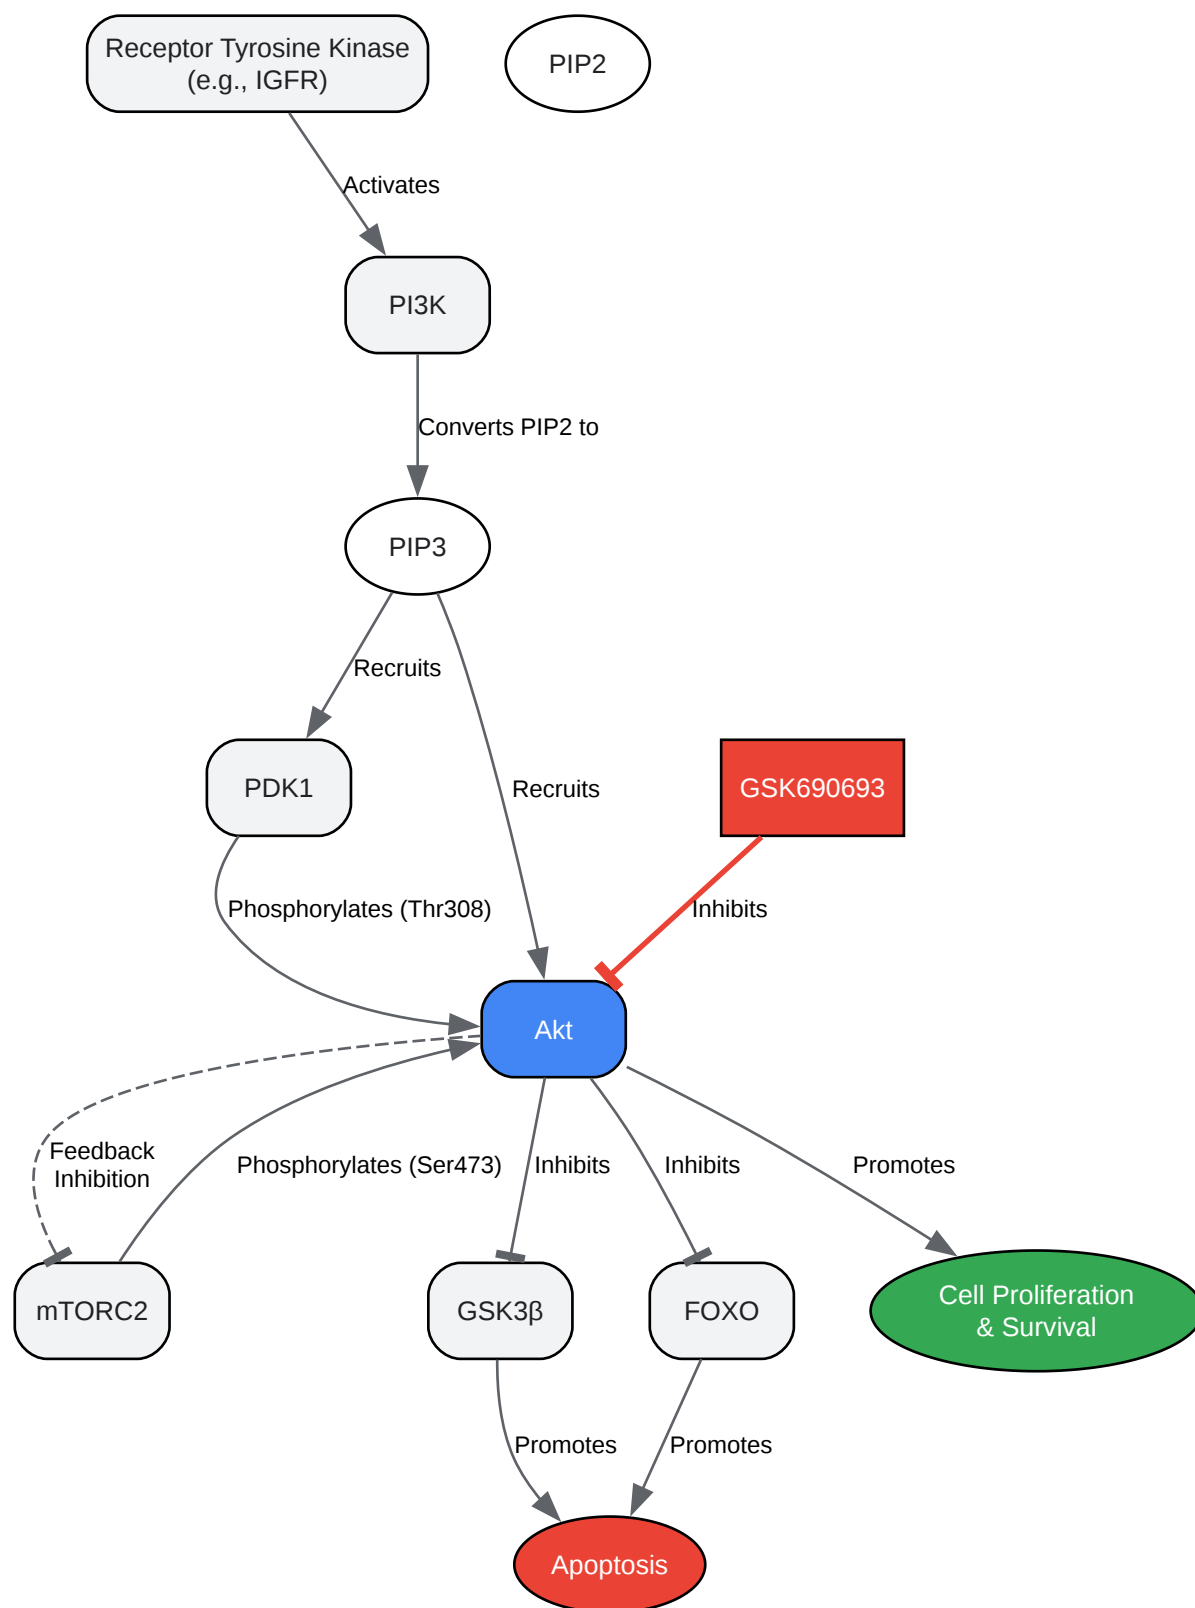 Receptor Tyrosine Kinase
(e.g., IGFR)
PIP2
Activates
PI3K
Converts PIP2 to
PIP3
Recruits
PDK1
Recruits
GSK690693
Phosphorylates (Thr308)
Inhibits
Akt
Feedback
Inhibition
Phosphorylates (Ser473)
Inhibits
Inhibits
Promotes
mTORC2
GSK3β
FOXO
Cell Proliferation
& Survival
Promotes
Promotes
Apoptosis